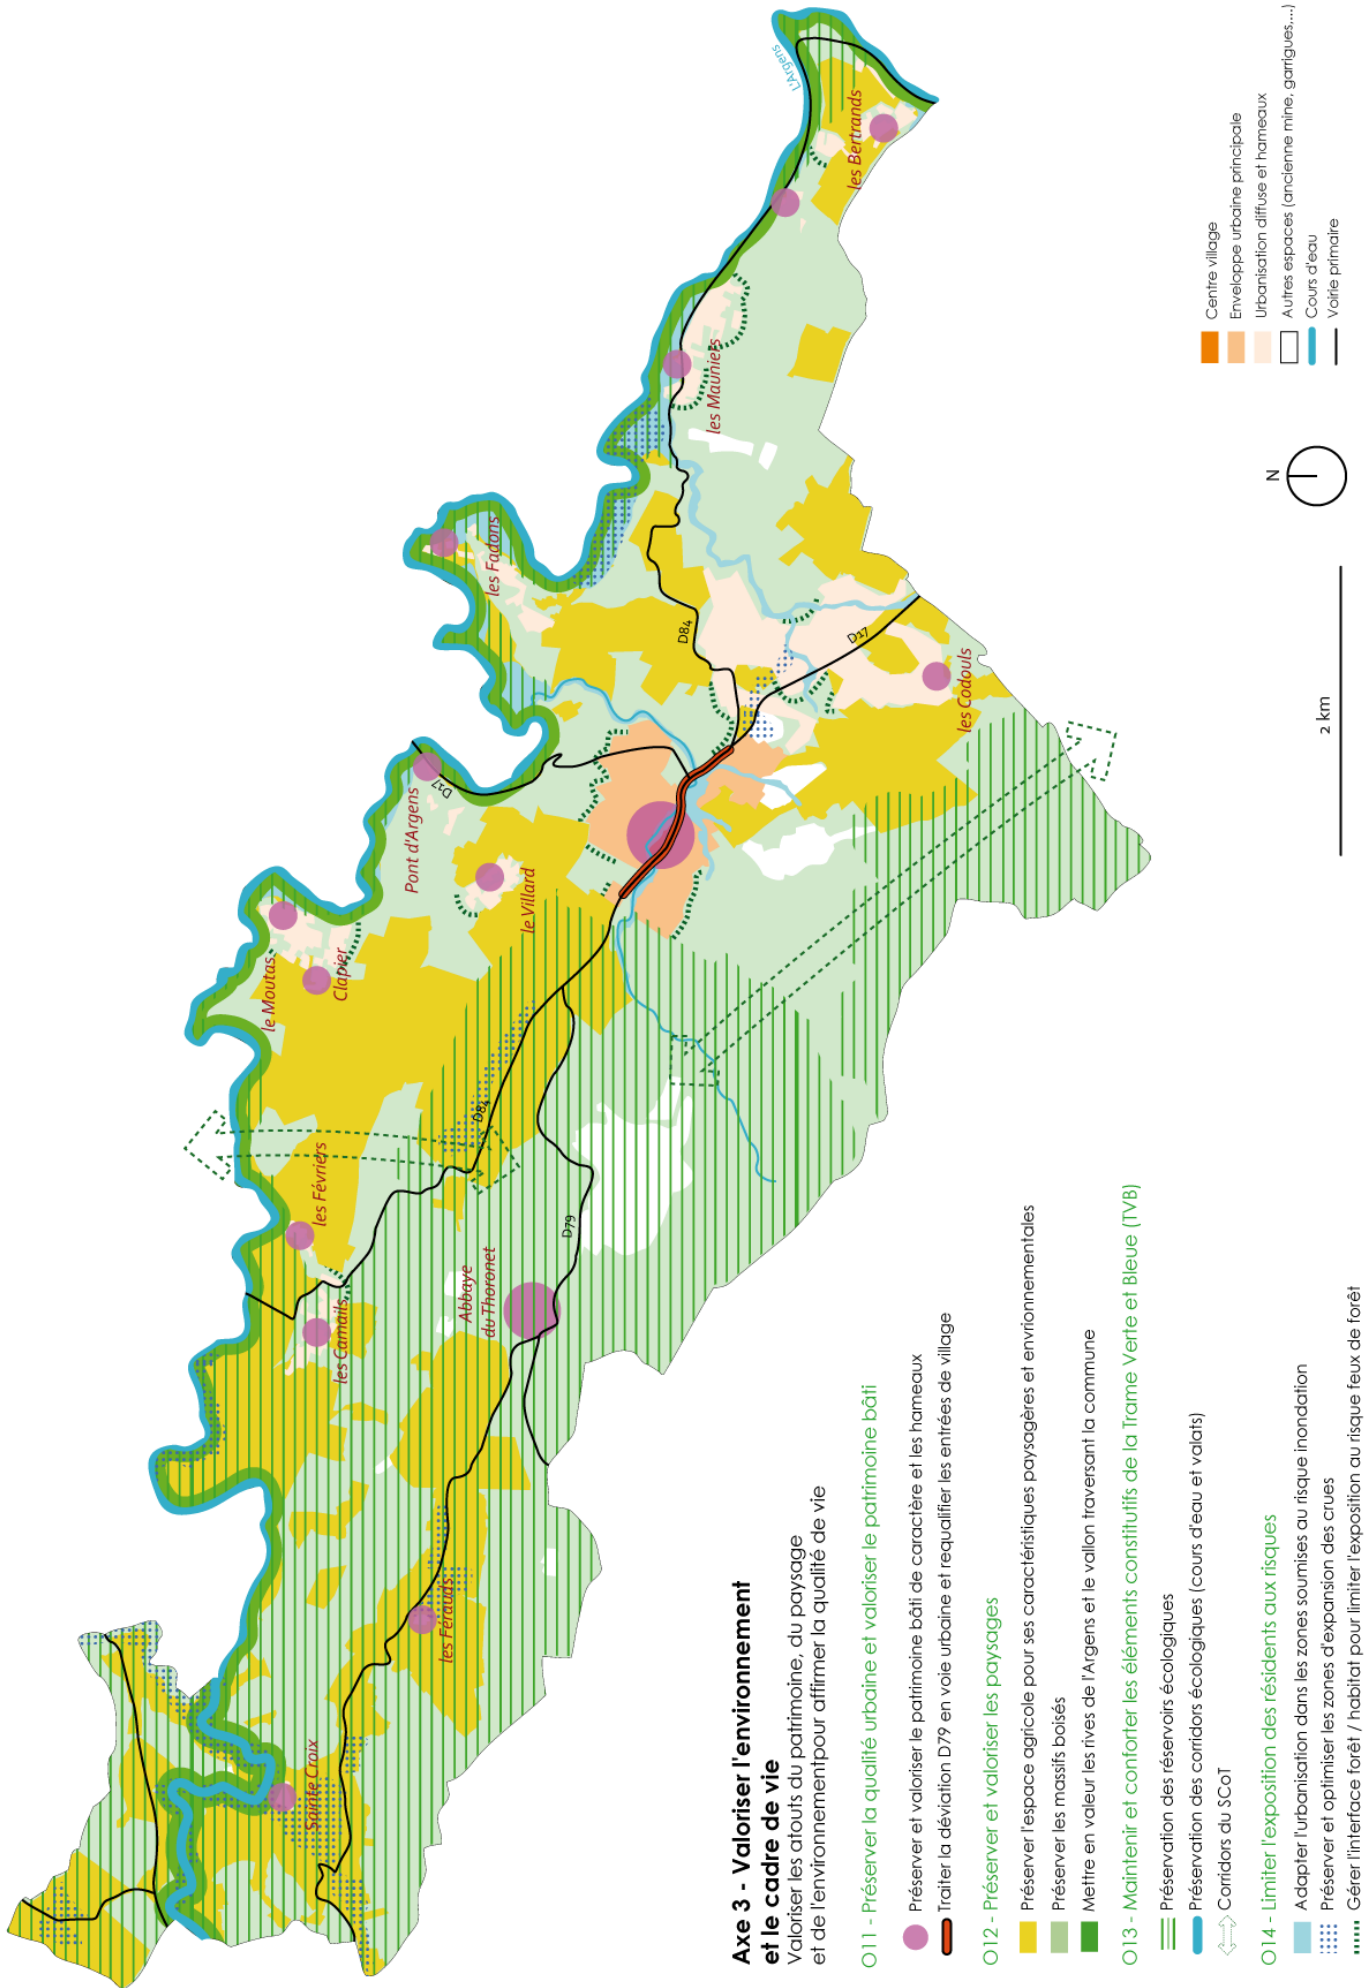 Axe 3 - Valoriser l'environnement
et le cadre de vie
Valoriser les atouts du patrimoine, du paysage
et de l'environnementpour affirmer la qualité de vie
O11 - Préserver la qualité urbaine et valoriser le patrimoine bâti
Préserver et valoriser le patrimoine bâti de caractère et les hameaux
Traiter la déviation D79 en voie urbaine et requalifier les entrées de village
O12 - Préserver et valoriser les paysages
Préserver l'espace agricole pour ses caractéristiques paysagères et envrionnementales
Préserver les massifs boisés
Mettre en valeur les rives de l'Argens et le vallon traversant la commune
O13 - Maintenir et conforter les éléments constitutifs de la Trame Verte et Bleue (TVB)
Préservation des réservoirs écologiques
Préservation des corridors écologiques (cours d'eau et valats)
Corridors du SCoT
O14 - Limiter l'exposition des résidents aux risques
Adapter l'urbanisation dans les zones soumises au risque inondation
Préserver et optimiser les zones d'expansion des crues
Gérer l'interface forêt / habitat pour limiter l'exposition au risque feux de forêt
Sainte Croix
les Férauds
les Camails
les Févriers
Abbaye
du Thoronet
D79
D84
le Moutas
Clapier
Pont d'Argens
D17
le Villard
les Fadons
D84
D17
les Codouls
les Mauniers
les Bertrands
L'Argens
2 km
N
Centre village
Enveloppe urbaine principale
Urbanisation diffuse et hameaux
Autres espaces (ancienne mine, garrigues,...)
Cours d'eau
Voirie primaire